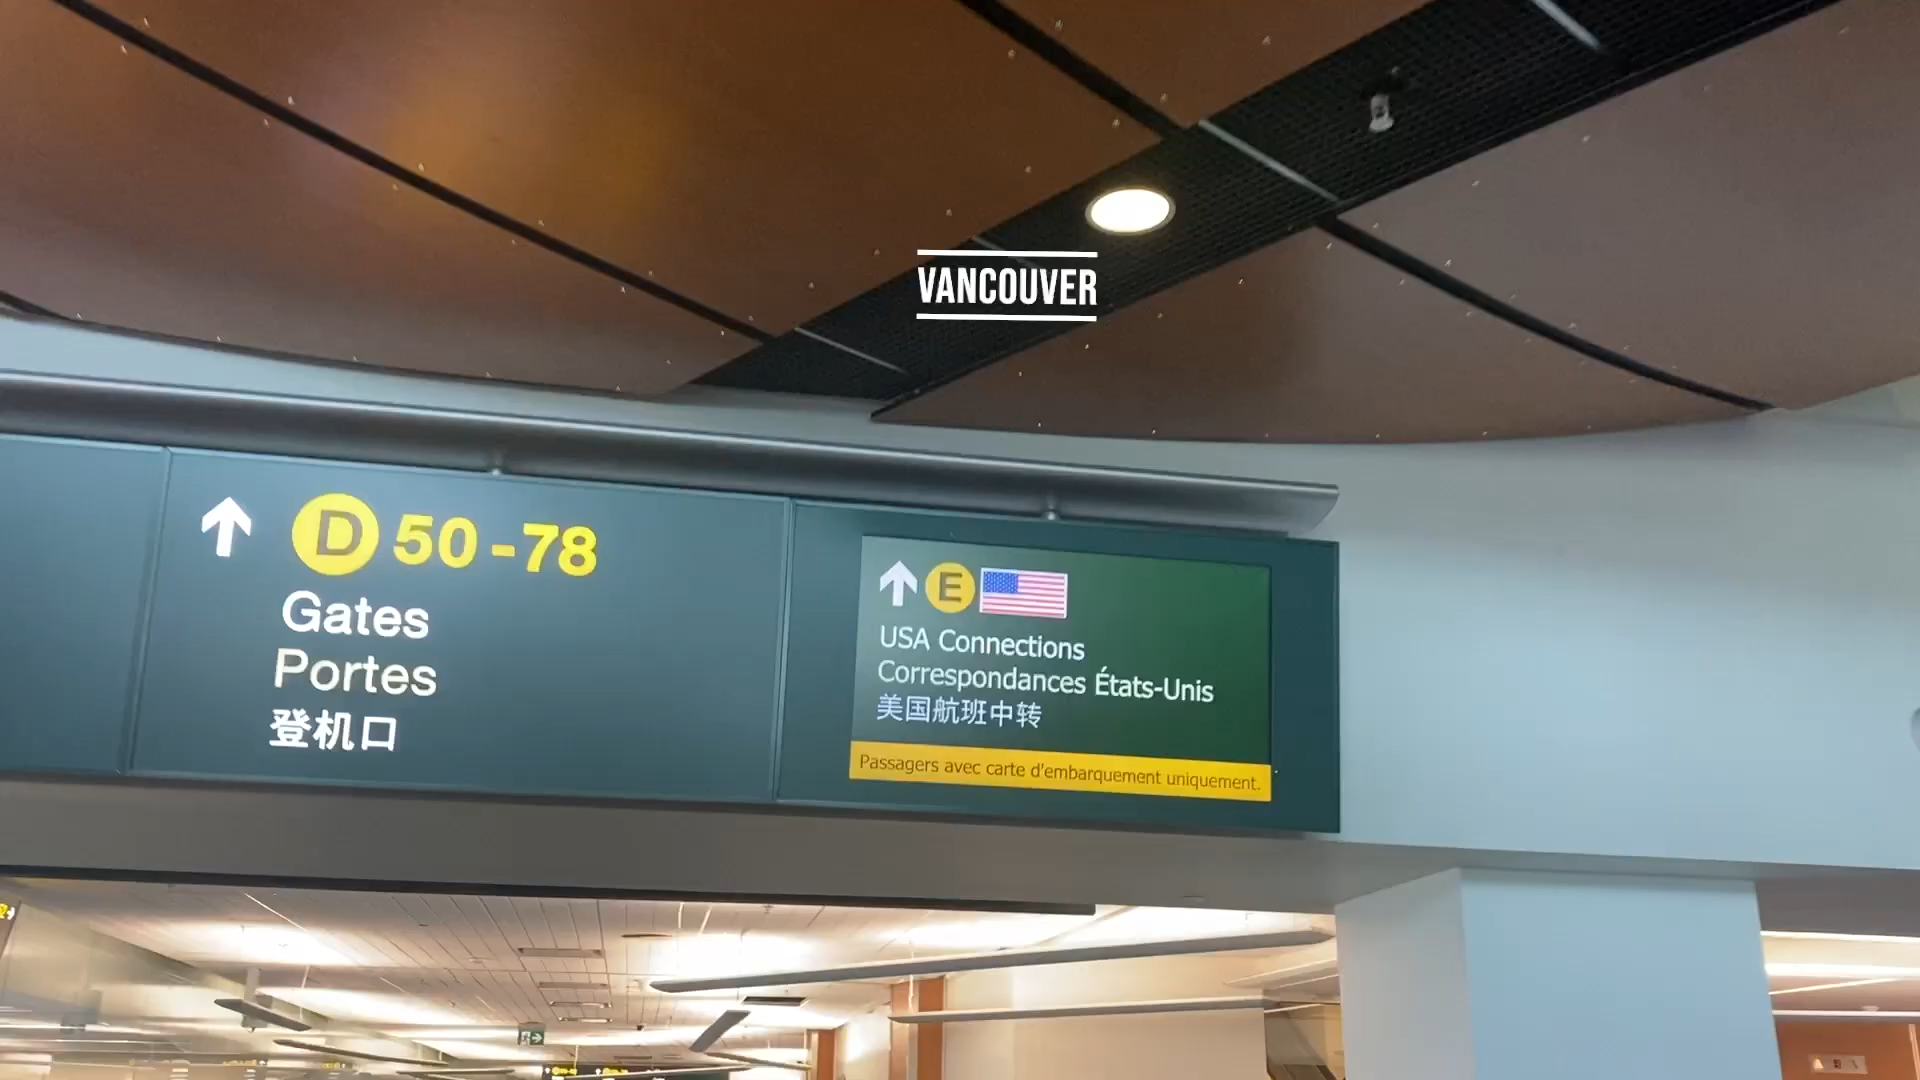 VANCOUVER
D 50-78
Gates
Portes
登机口
E
USA Connections
Correspondances États-Unis
美国航班中转
Passagers avec carte d'embarquement uniquement.